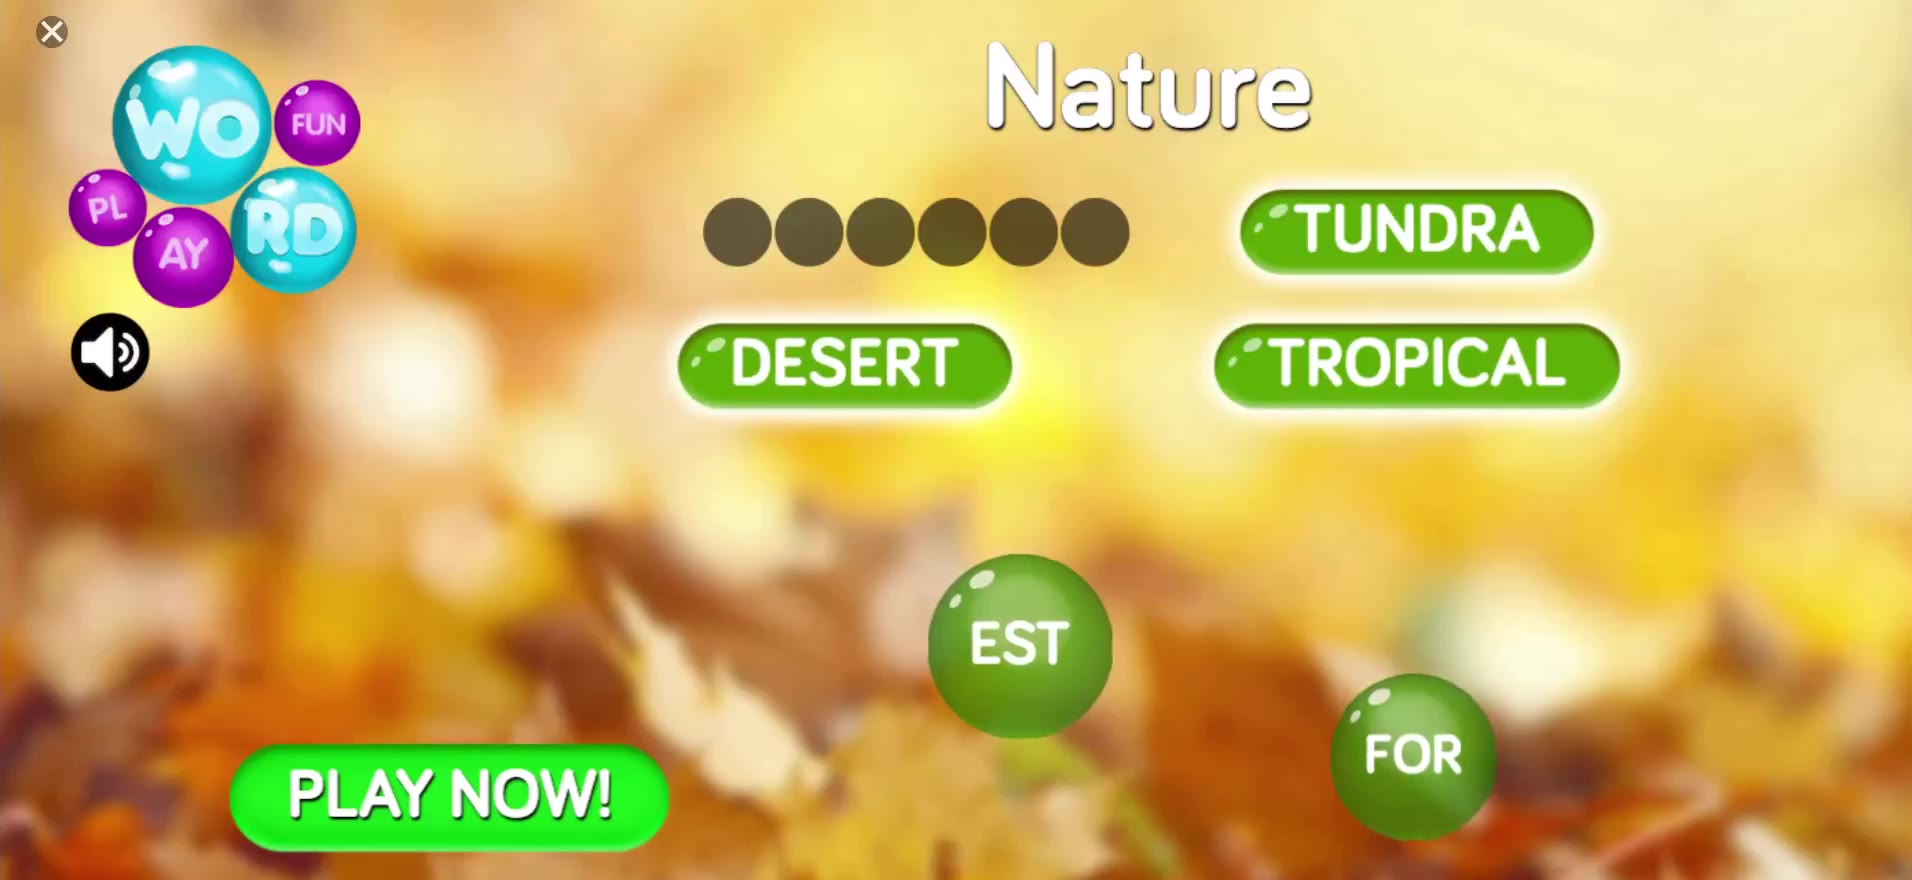 WO
FUN
PL
AY
RD
Nature
TUNDRA
DESERT
TROPICAL
EST
FOR
PLAY NOW!